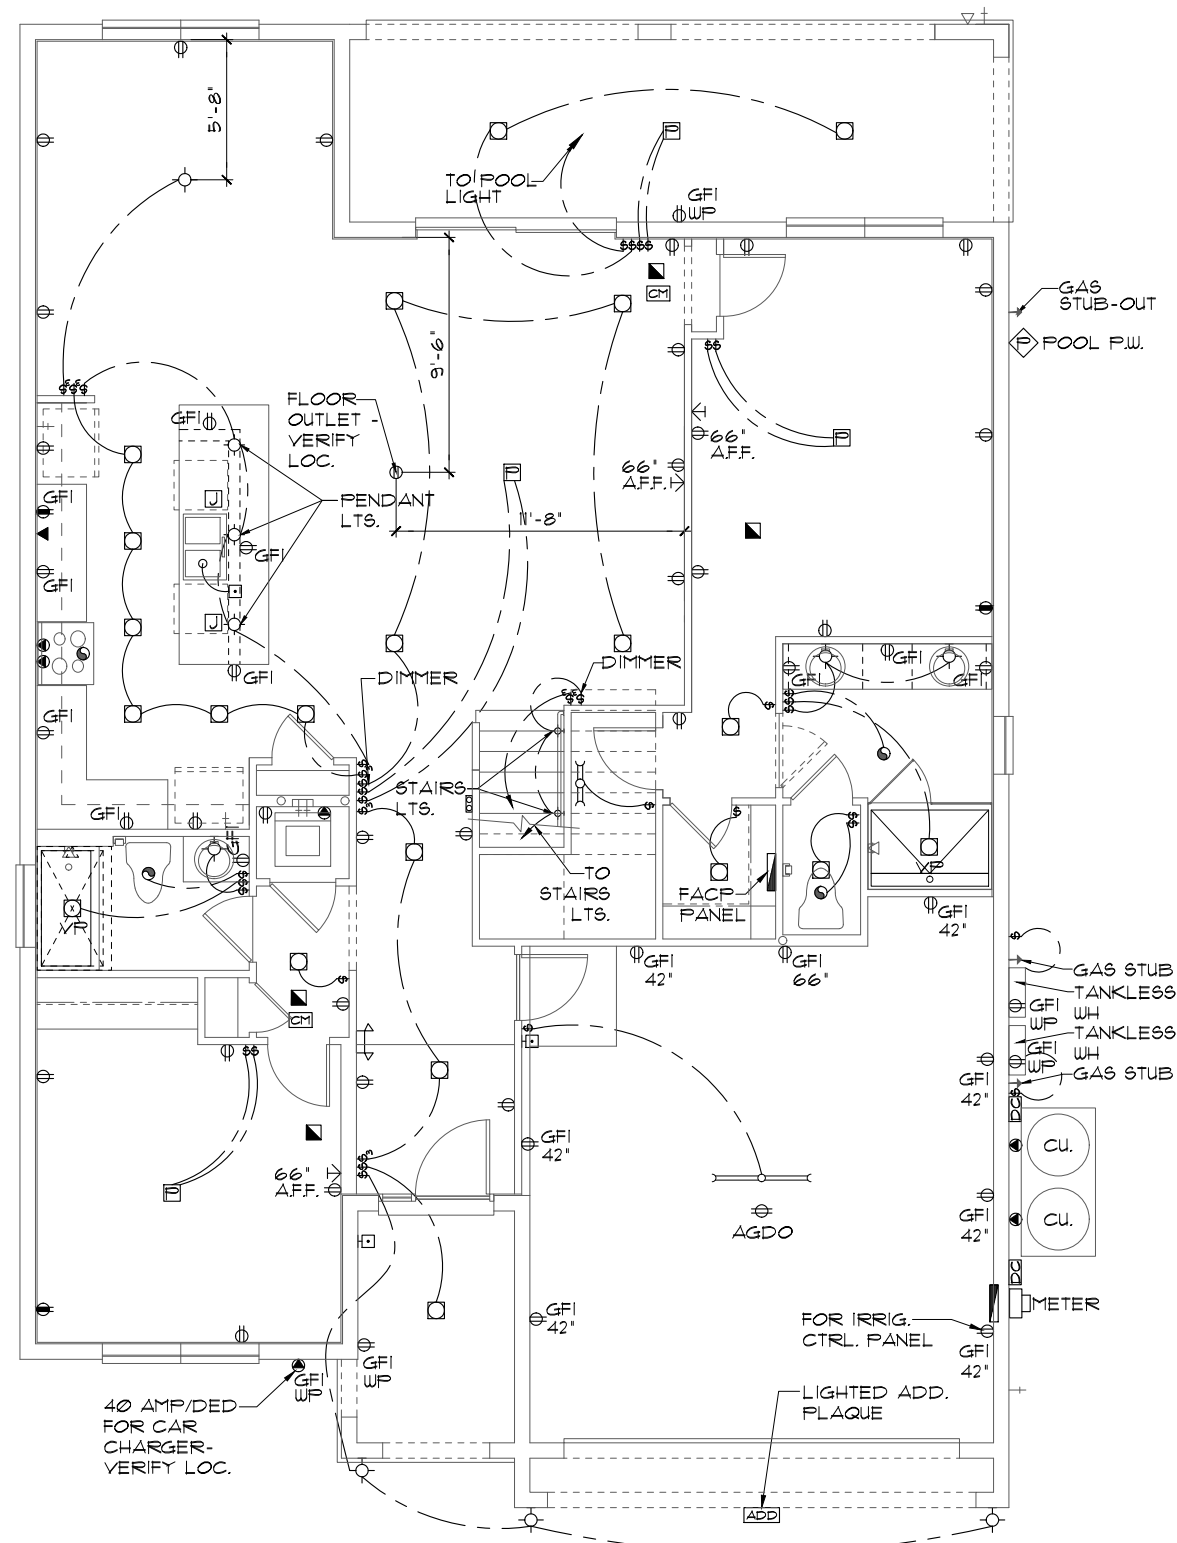 5'-8"
P
TO POOL
LIGHT
GFI
WP
$$$$
CM
GAS
STUB-OUT
P
POOL P.W.
$$
9'-6"
$$$
FLOOR
OUTLET -
VERIFY
LOC.
GFI
66"
A.F.F.
P
66"
A.F.F.
P
GFI
J
PENDANT
LTS.
11'-8"
GFI
GFI
J
GFI
DIMMER
DIMMER
GFI
GFI
GFI
GFI
$$$
$
$$$
GFI
STAIRS
LTS.
$
$
$$
GFI
TO
STAIRS
LTS.
FACP
PANEL
XP
VR
$$$
GFI
42"
GFI
42"
GFI
66"
$
$
CM
GAS STUB
TANKLESS
WH
GFI
WP
TANKLESS
WH
GFI
WP
GAS STUB
$
$
$$
GFI
42"
DC
GFI
42"
CU.
66"
A.F.F.
$$$3
P
GFI
42"
CU.
AGDO
DC
METER
GFI
42"
FOR IRRIG.
CTRL. PANEL
GFI
42"
GFI
WP
GFI
WP
40 AMP/DED
FOR CAR
CHARGER-
VERIFY LOC.
LIGHTED ADD.
PLAQUE
ADD